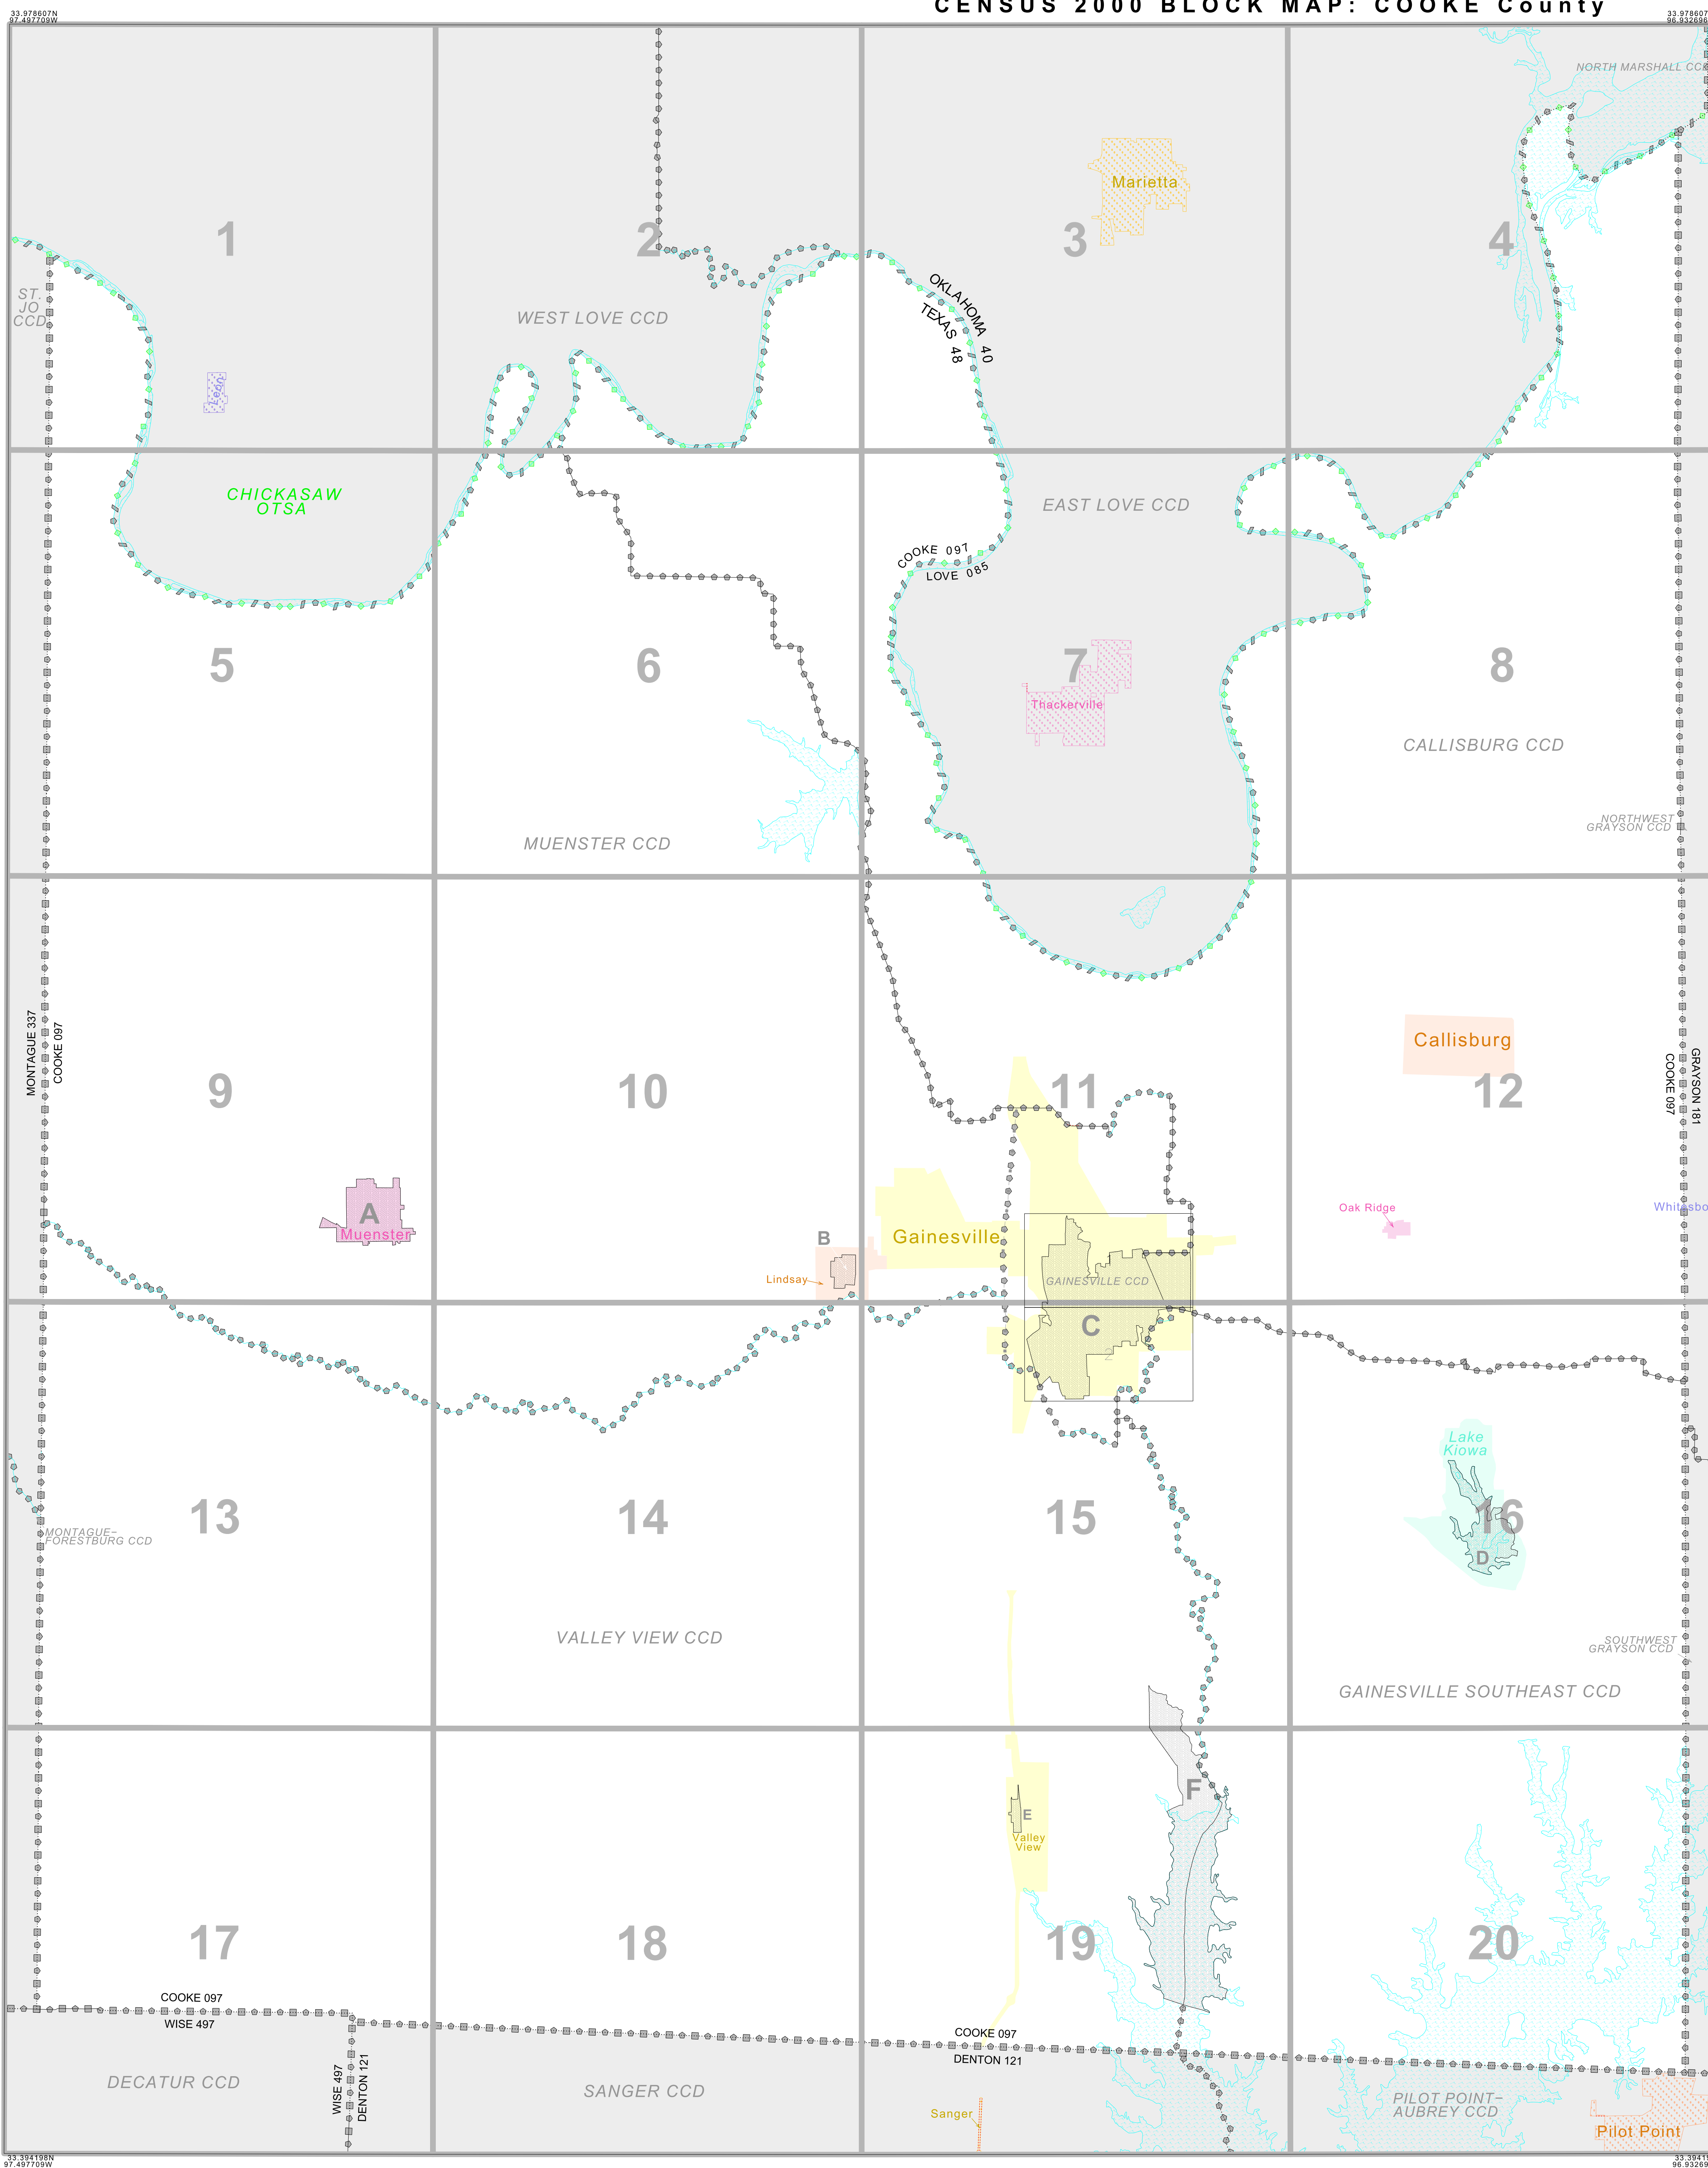 CENSUS 2000 BLOCK MAP: COOKE County
33.978607N
97.497709W
33.978607
96.932696
NORTH MARSHALL CCD
Marietta
1
2
3
4
ST.
JO
CCD
WEST LOVE CCD
OKLAHOMA 40
TEXAS 48
Leon
CHICKASAW
OTSA
EAST LOVE CCD
COOKE 097
LOVE 085
5
6
7
8
Thackerville
CALLISBURG CCD
NORTHWEST
GRAYSON CCD
MUENSTER CCD
MONTAGUE 337
COOKE 097
Callisburg
GRAYSON 181
COOKE 097
9
10
11
12
A
Muenster
B
Lindsay
Gainesville
Oak Ridge
Whitesbo
GAINESVILLE CCD
C
Lake
Kiowa
13
14
15
16
MONTAGUE-
FORESTBURG CCD
D
VALLEY VIEW CCD
SOUTHWEST
GRAYSON CCD
GAINESVILLE SOUTHEAST CCD
F
E
Valley
View
17
18
19
20
COOKE 097
WISE 497
COOKE 097
DENTON 121
WISE 497
DENTON 121
DECATUR CCD
SANGER CCD
Sanger
PILOT POINT-
AUBREY CCD
Pilot Point
33.394198N
97.497709W
33.3941
96.93269